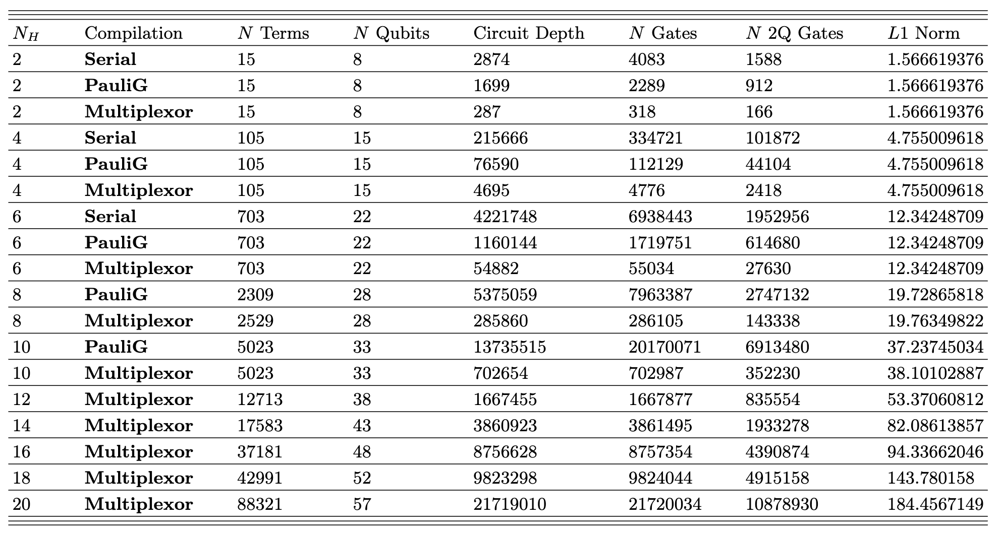 N_H Compilation N Terms N Qubits Circuit Depth N Gates N 2Q Gates L1 Norm
2 Serial 15 8 2874 4083 1588 1.566619376
2 PauliG 15 8 1699 2289 912 1.566619376
2 Multiplexor 15 8 287 318 166 1.566619376
4 Serial 105 15 215666 334721 101872 4.755009618
4 PauliG 105 15 76590 112129 44104 4.755009618
4 Multiplexor 105 15 4695 4776 2418 4.755009618
6 Serial 703 22 4221748 6938443 1952956 12.34248709
6 PauliG 703 22 1160144 1719751 614680 12.34248709
6 Multiplexor 703 22 54882 55034 27630 12.34248709
8 PauliG 2309 28 5375059 7963387 2747132 19.72865818
8 Multiplexor 2529 28 285860 286105 143338 19.76349822
10 PauliG 5023 33 13735515 20170071 6913480 37.23745034
10 Multiplexor 5023 33 702654 702987 352230 38.10102887
12 Multiplexor 12713 38 1667455 1667877 835554 53.37060812
14 Multiplexor 17583 43 3860923 3861495 1933278 82.08613857
16 Multiplexor 37181 48 8756628 8757354 4390874 94.33662046
18 Multiplexor 42991 52 9823298 9824044 4915158 143.780158
20 Multiplexor 88321 57 21719010 21720034 10878930 184.4567149